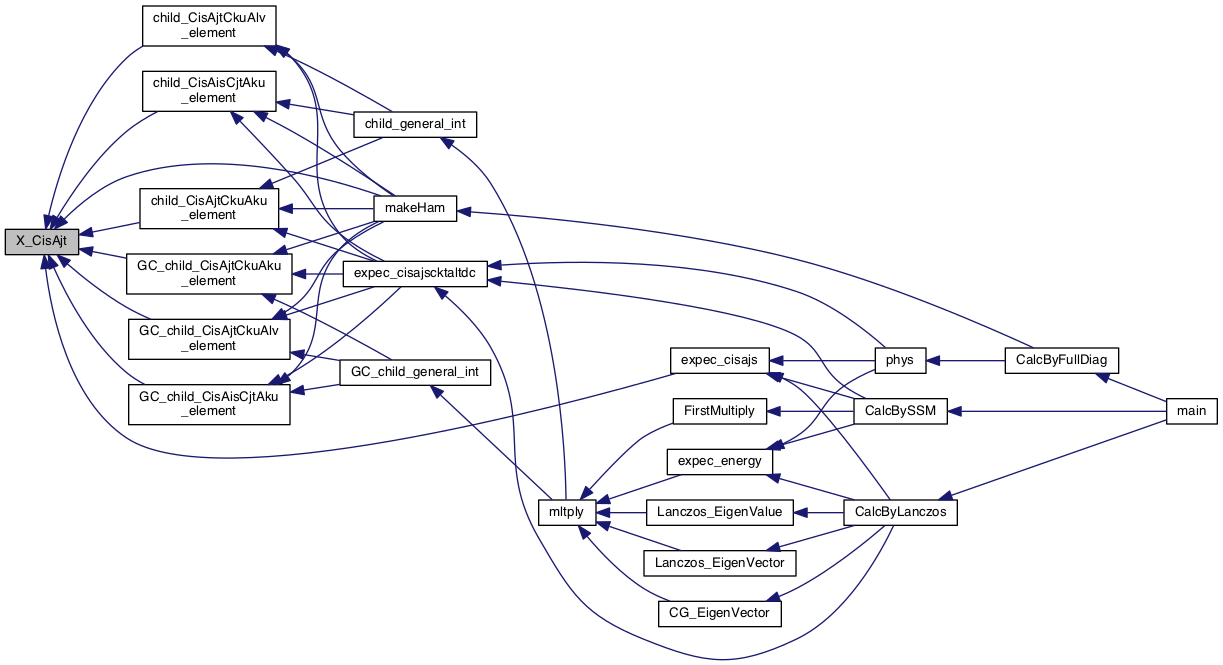 child_CisAjtCkuAlv
_element
child_CisAisCjtAku
_element
child_general_int
child_CisAjtCkuAku
_element
makeHam
X_CisAjt
GC_child_CisAjtCkuAku
_element
expec_cisajscktaltdc
GC_child_CisAjtCkuAlv
_element
GC_child_general_int
GC_child_CisAisCjtAku
_element
expec_cisajs
phys
CalcByFullDiag
FirstMultiply
CalcBySSM
main
expec_energy
mltply
Lanczos_EigenValue
CalcByLanczos
Lanczos_EigenVector
CG_EigenVector